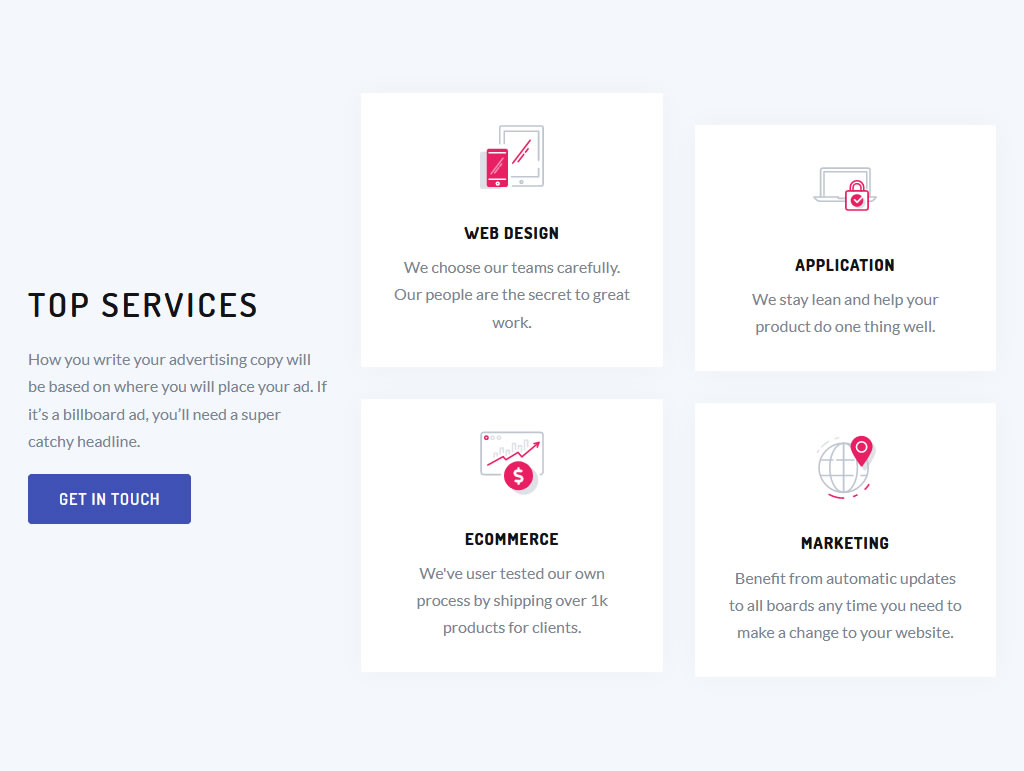 TOP SERVICES
How you write your advertising copy will
be based on where you will place your ad. If
it’s a billboard ad, you’ll need a super
catchy headline.
GET IN TOUCH
WEB DESIGN
We choose our teams carefully.
Our people are the secret to great
work.
ECOMMERCE
We've user tested our own
process by shipping over 1k
products for clients.
APPLICATION
We stay lean and help your
product do one thing well.
MARKETING
Benefit from automatic updates
to all boards any time you need to
make a change to your website.